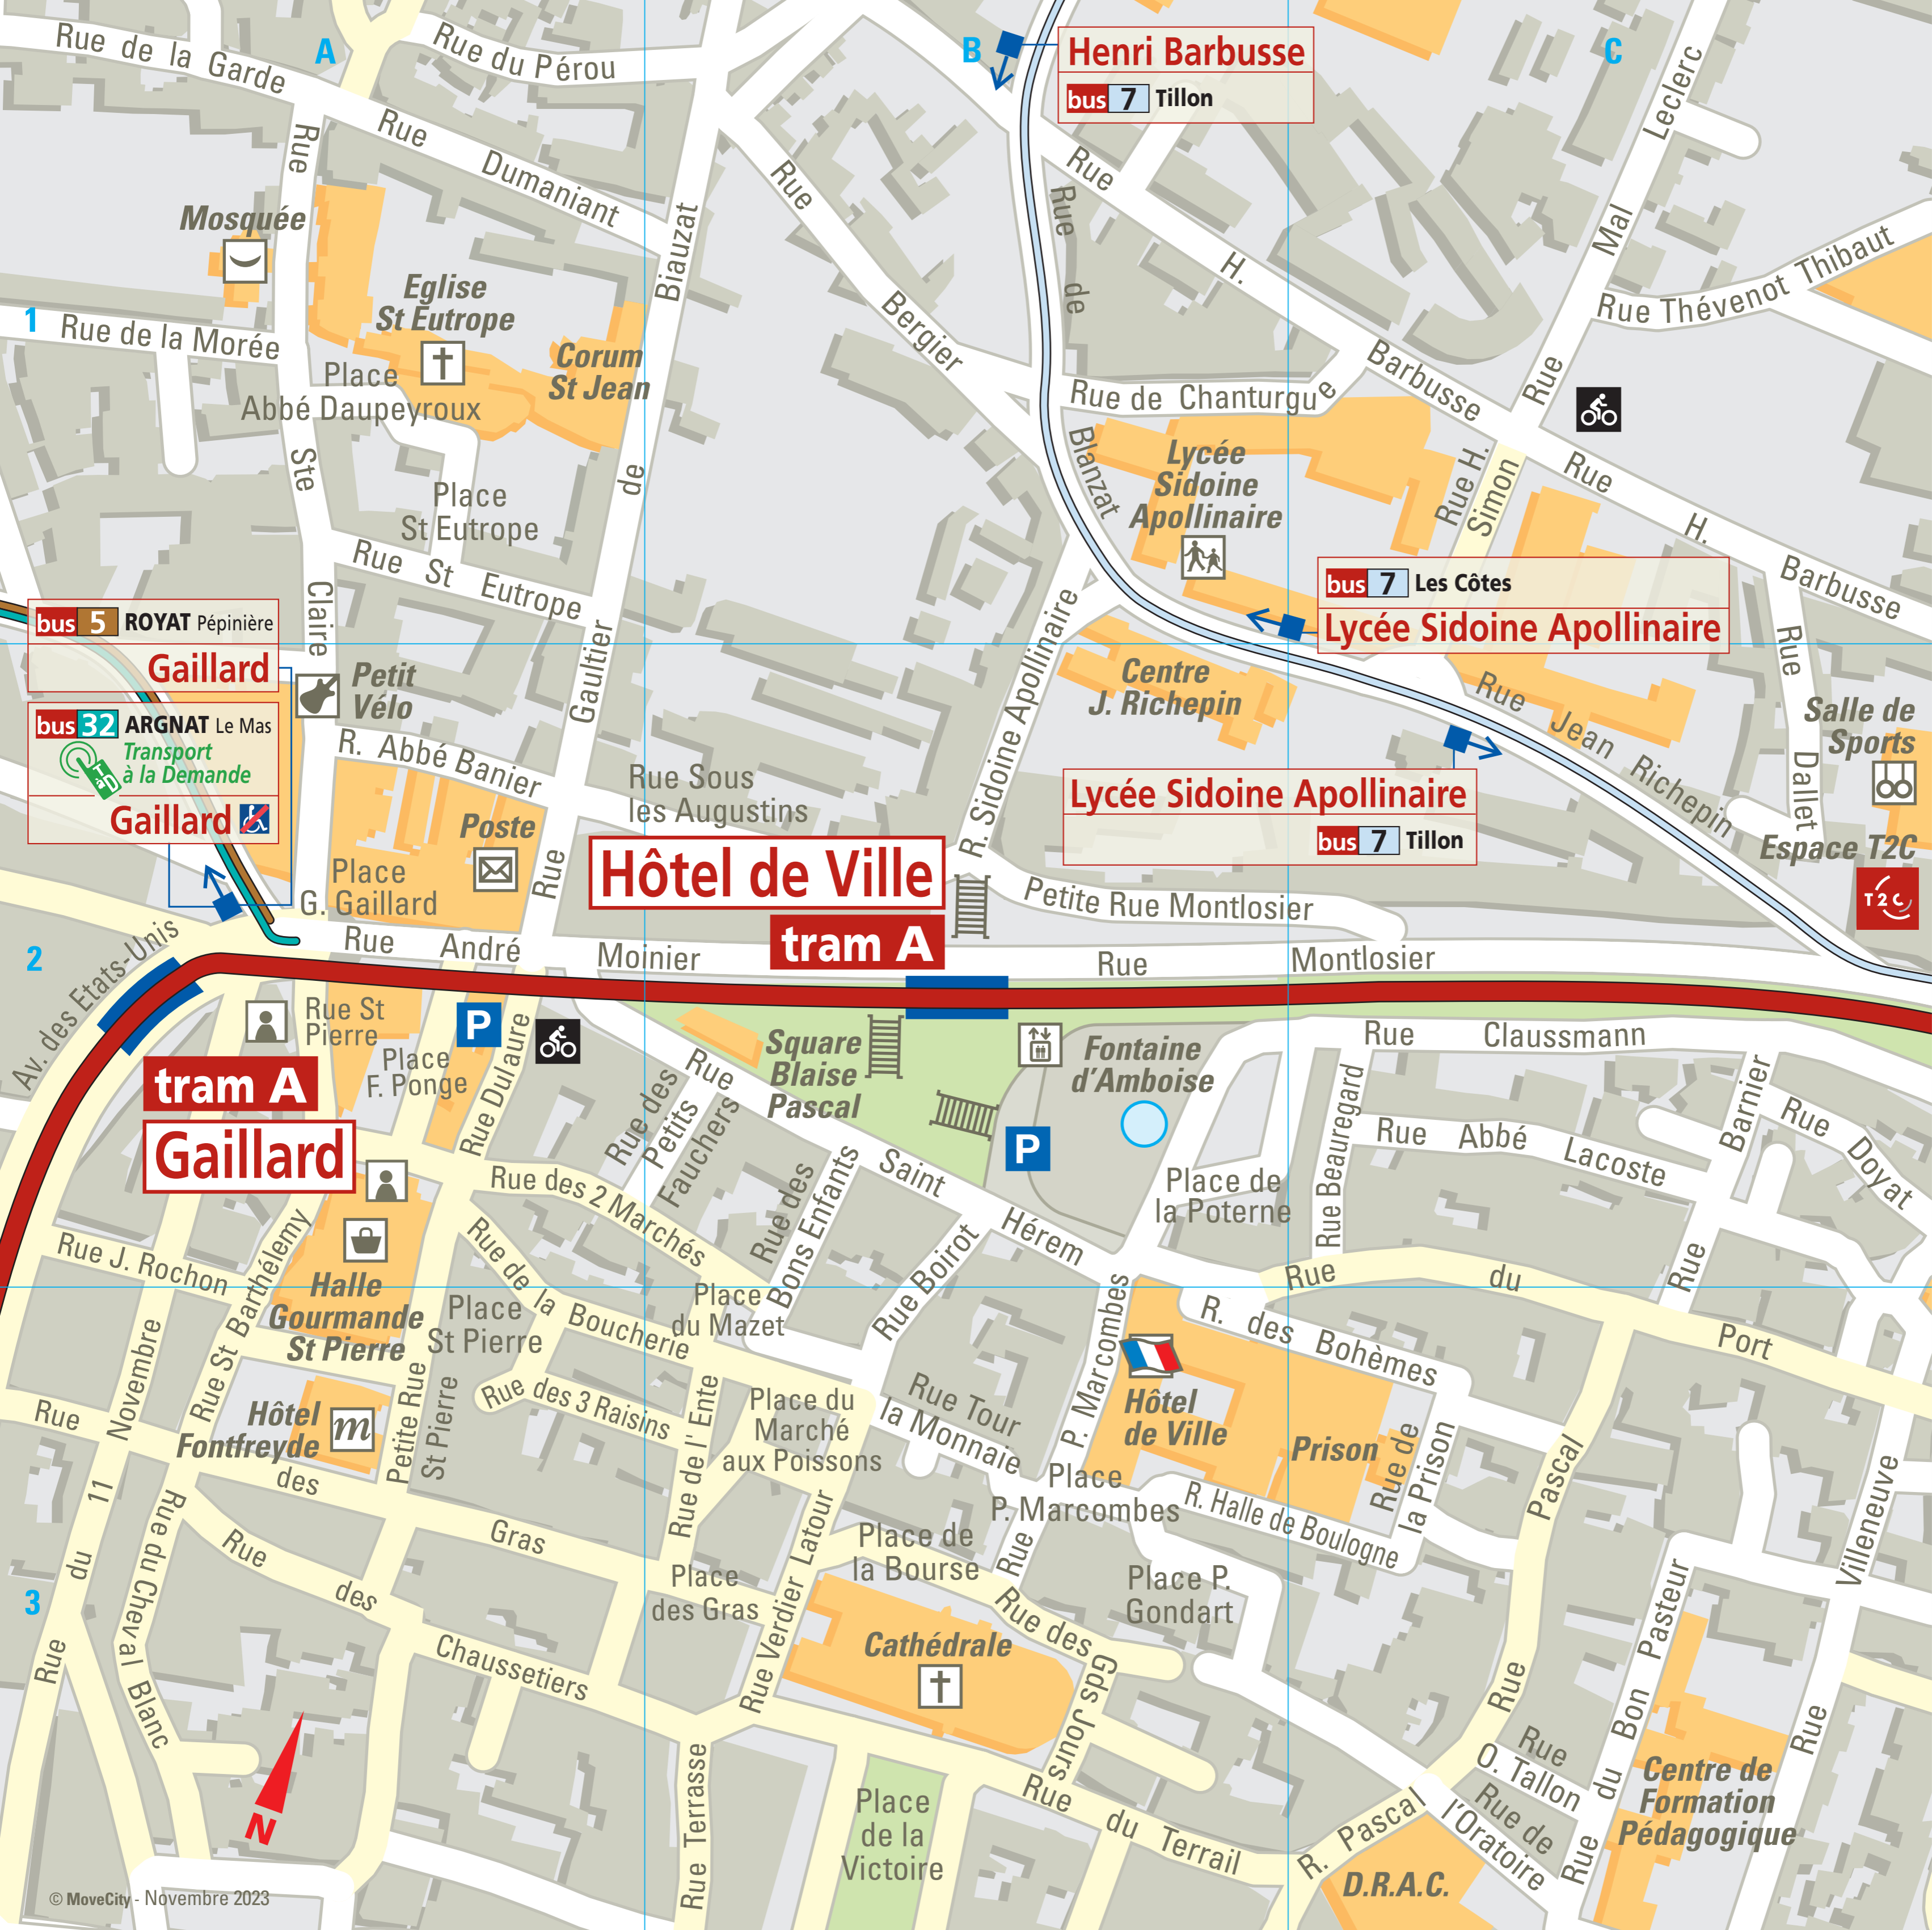 Rue de la Garde
A
Rue du Pérou
B
Henri Barbusse
bus 7 Tillon
C
Rue Mal Leclerc
Rue Dumaniant
Rue Ste Claire
Mosquée
Rue Gaultier de Biauzat
Rue Bergier
Rue de Blanzat
Rue H. Barbusse
Rue Thévenot Thibaut
Eglise
St Eutrope
1
Rue de la Morée
Corum
St Jean
Place
Abbé Daupeyroux
Rue de Chanturgue
Lycée
Sidoine
Apollinaire
Rue H.
Simon
Rue H. Barbusse
Place
St Eutrope
Rue St Eutrope
bus 7 Les Côtes
Lycée Sidoine Apollinaire
bus 5 ROYAT Pépinière
Gaillard
bus 32 ARGNAT Le Mas
Transport
à la Demande
TàD
Gaillard
Petit
Vélo
R. Abbé Banier
Rue Sous
les Augustins
R. Sidoine Apollinaire
Centre
J. Richepin
Rue Jean Richepin
Rue Dallet
Salle de
Sports
Lycée Sidoine Apollinaire
bus 7 Tillon
Espace T2C
T2C
Poste
Place
G. Gaillard
Hôtel de Ville
tram A
Petite Rue Montlosier
2
Av. des Etats-Unis
Rue André Moinier
Rue Montlosier
Rue St
Pierre
P
Place
F. Ponge
Rue Dulaure
tram A
Gaillard
Square
Blaise
Pascal
Fontaine
d'Amboise
P
Rue Claussmann
Rue Beauregard
Rue Abbé Lacoste
Rue Barnier
Rue Doyat
Rue des
Petits
Fauchers
Rue Saint Hérem
Rue des
Bons Enfants
Rue des 2 Marchés
Rue Boirot
Place de
la Poterne
Rue du Port
Rue J. Rochon
Rue St Barthélemy
Halle
Gourmande
St Pierre
Place
St Pierre
Rue de la Boucherie
Place
du Mazet
P. Marcombes
R. des Bohèmes
Hôtel
de Ville
Prison
Rue de
la Prison
Rue du 11 Novembre
Hôtel
Fontfreyde
m
Petite Rue
St Pierre
Rue des 3 Raisins
Rue de l'Ente
Place du
Marché
aux Poissons
Rue Tour
la Monnaie
Place
P. Marcombes
R. Halle de Boulogne
Rue Pascal
Rue Villeneuve
Rue des Gras
Rue du Cheval Blanc
Rue des Chaussetiers
Place
des Gras
Rue Verdier Latour
Place de
la Bourse
Rue
Place P.
Gondart
3
Cathédrale
Rue des
Gds Jours
Rue du Bon Pasteur
Rue
O. Tallon
Rue de
l'Oratoire
Centre de
Formation
Pédagogique
N
Rue Terrasse
Place
de la
Victoire
Rue du Terrail
R. Pascal
D.R.A.C.
© MoveCity - Novembre 2023